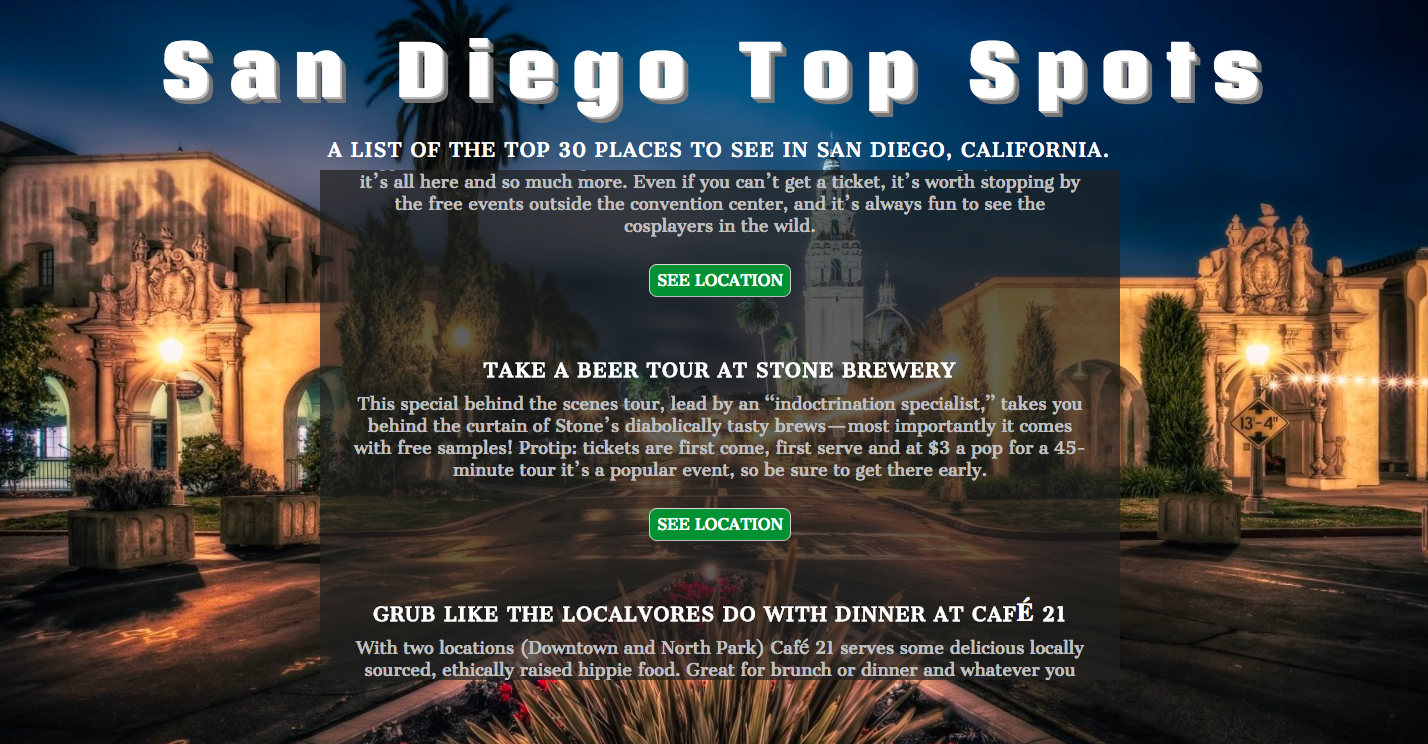 San Diego Top Spots
A LIST OF THE TOP 30 PLACES TO SEE IN SAN DIEGO, CALIFORNIA.
it’s all here and so much more. Even if you can’t get a ticket, it’s worth stopping by
the free events outside the convention center, and it’s always fun to see the
cosplayers in the wild.
SEE LOCATION
TAKE A BEER TOUR AT STONE BREWERY
This special behind the scenes tour, lead by an “indoctrination specialist,” takes you
behind the curtain of Stone’s diabolically tasty brews—most importantly it comes
with free samples! Protip: tickets are first come, first serve and at $3 a pop for a 45-
minute tour it’s a popular event, so be sure to get there early.
13-4"
SEE LOCATION
GRUB LIKE THE LOCALVORES DO WITH DINNER AT CAFÉ 21
With two locations (Downtown and North Park) Café 21 serves some delicious locally
sourced, ethically raised hippie food. Great for brunch or dinner and whatever you